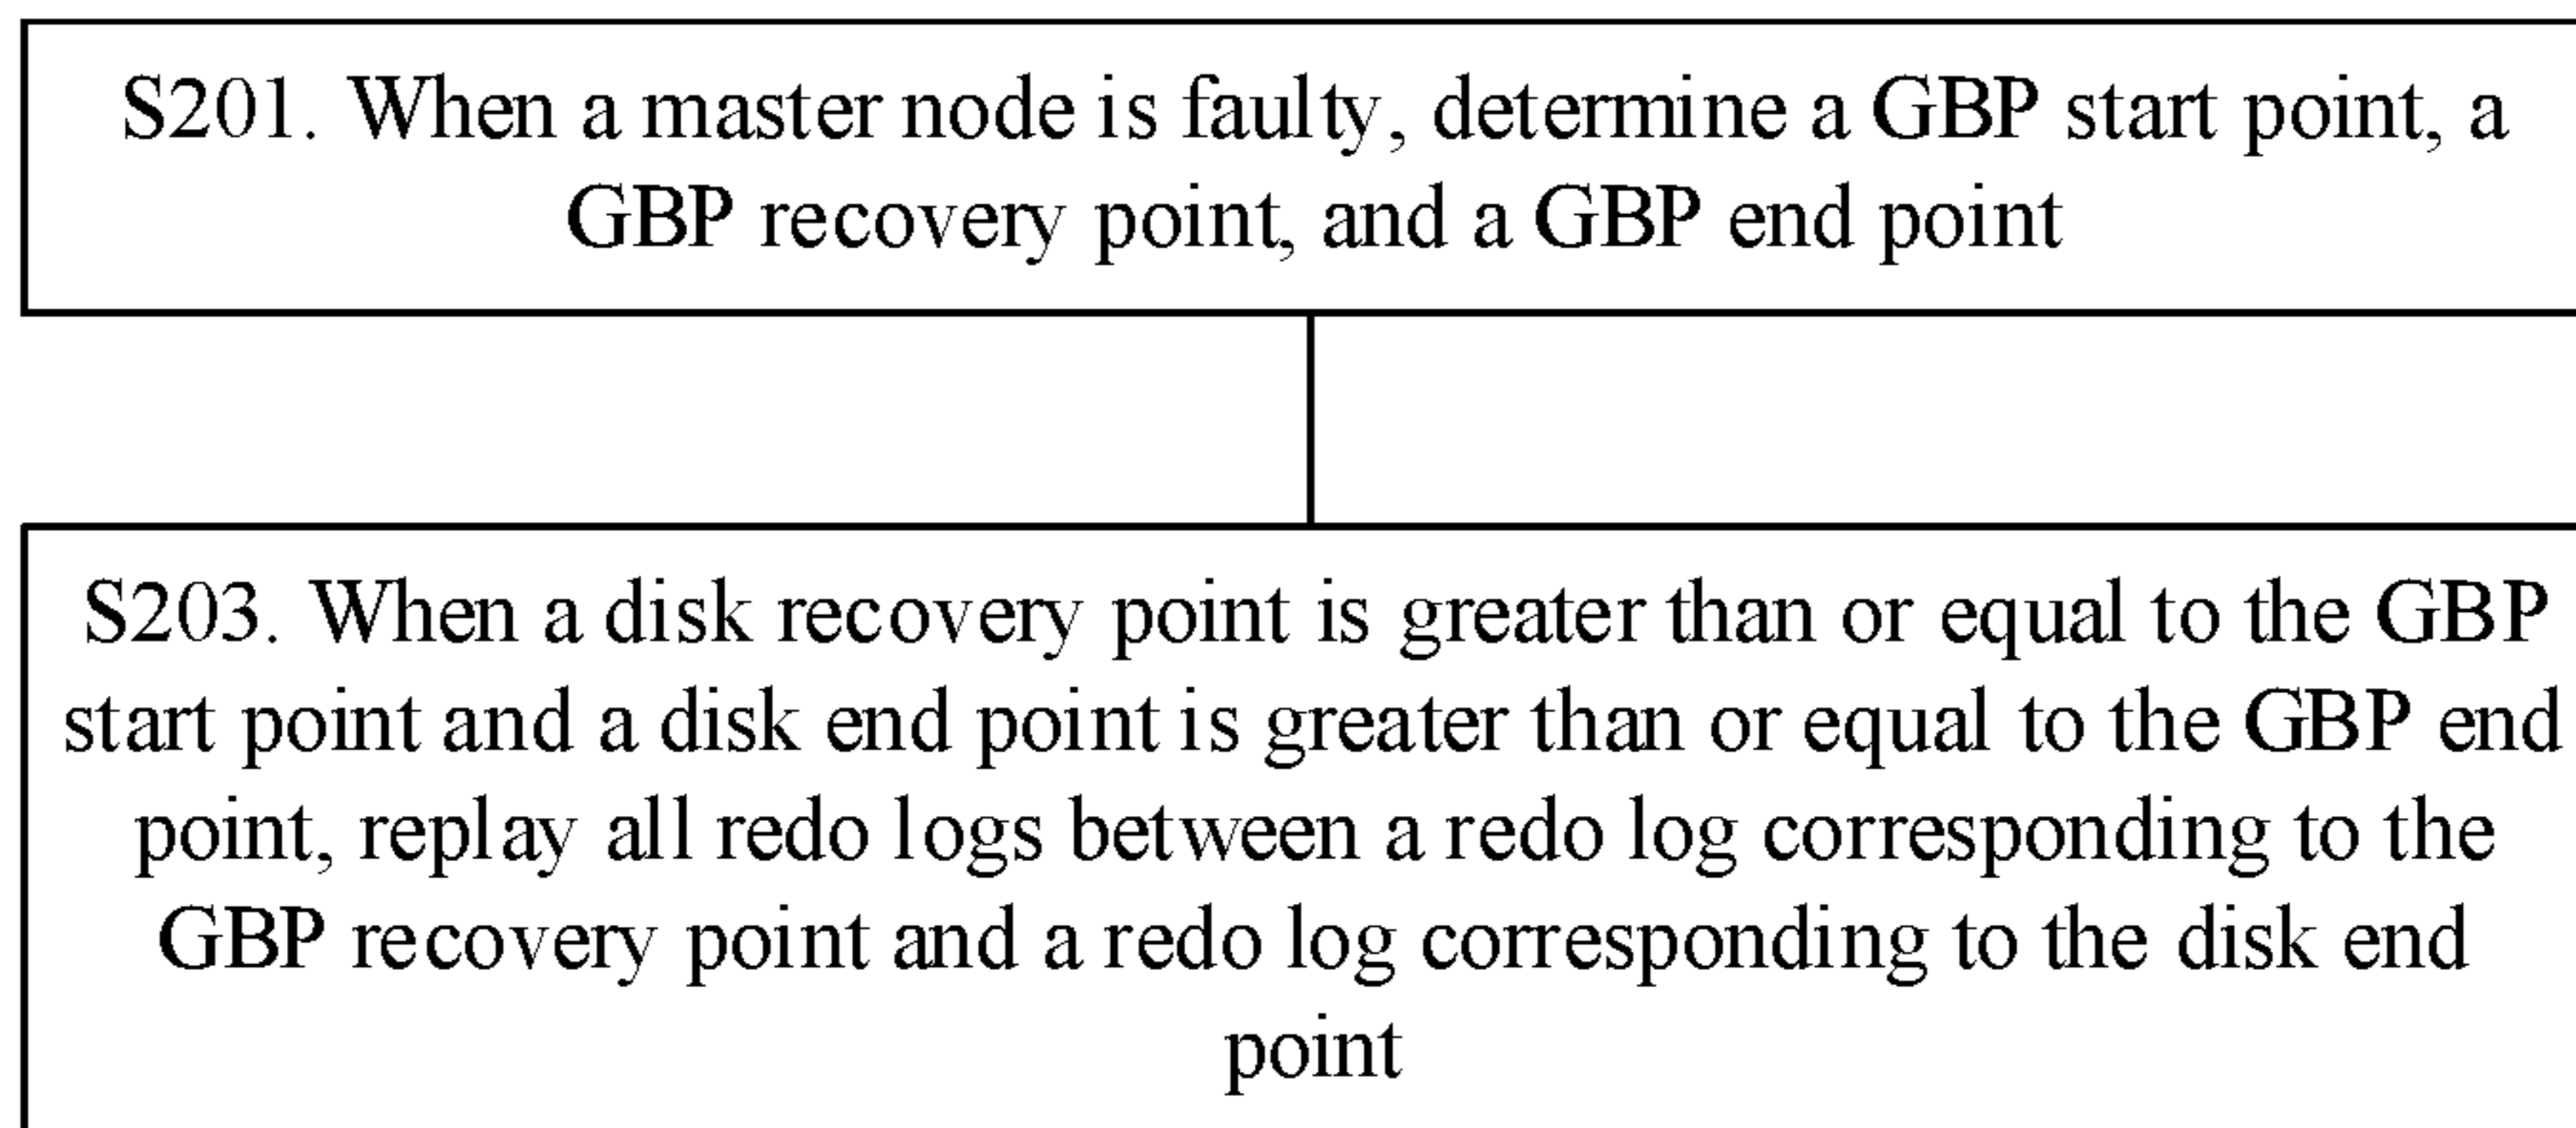 S201. When a master node is faulty, determine a GBP start point, a
GBP recovery point, and a GBP end point
S203. When a disk recovery point is greater than or equal to the GBP
start point and a disk end point is greater than or equal to the GBP end
point, replay all redo logs between a redo log corresponding to the
GBP recovery point and a redo log corresponding to the disk end
point